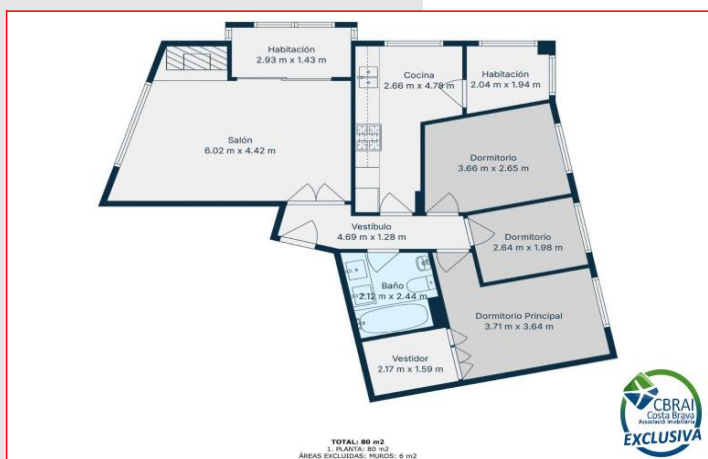 Habitación
2.93 m x 1.43 m
Cocina
2.66 m x 4.78 m
Habitación
2.04 m x 1.94 m
Salón
6.02 m x 4.42 m
Dormitorio
3.66 m x 2.65 m
Vestíbulo
4.69 m x 1.28 m
Dormitorio
2.64 m x 1.98 m
Baño
2.12 m x 2.44 m
Dormitorio Principal
3.71 m x 3.64 m
Vestidor
2.17 m x 1.59 m
CBRAI
Costa Brava
Associació Imobiliària
EXCLUSIVA
TOTAL: 80 m2
1. PLANTA: 80 m2
ÁREAS EXCLUIDAS: MUROS: 6 m2